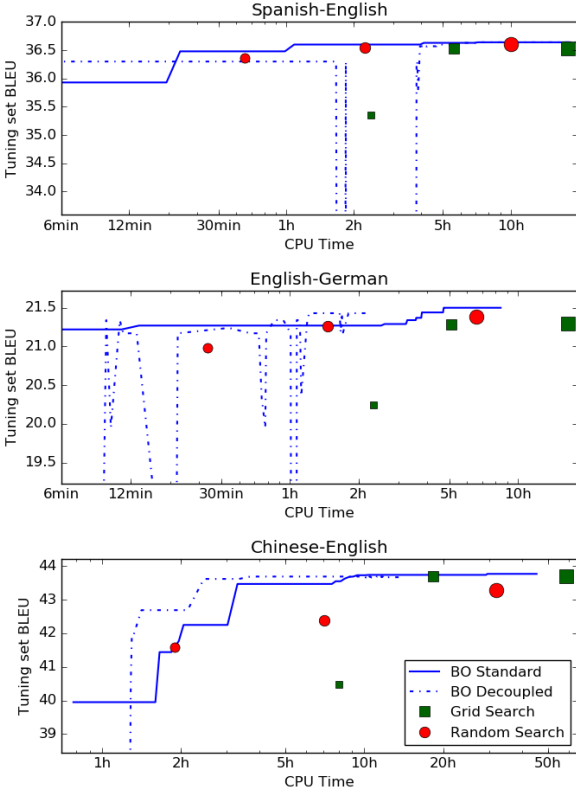 Spanish-English
37.0
36.5
36.0
35.5
35.0
34.5
34.0
Tuning set BLEU
6min
12min
30min
1h
2h
5h
10h
CPU Time
English-German
21.5
21.0
20.5
20.0
19.5
Tuning set BLEU
6min
12min
30min
1h
2h
5h
10h
CPU Time
Chinese-English
44
43
42
41
40
39
Tuning set BLEU
BO Standard
BO Decoupled
Grid Search
Random Search
1h
2h
5h
10h
20h
50h
CPU Time